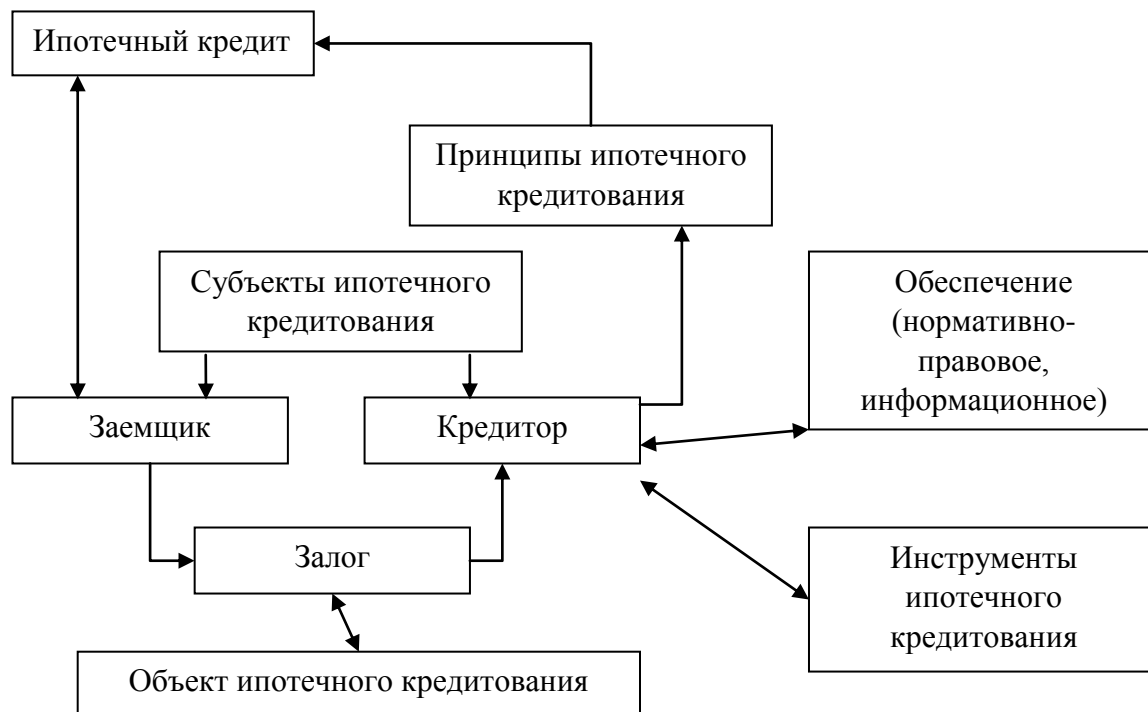 Ипотечный кредит
Принципы ипотечного
кредитования
Субъекты ипотечного
кредитования
Обеспечение
(нормативно-
правовое,
информационное)
Заемщик
Кредитор
Залог
Инструменты
ипотечного
кредитования
Объект ипотечного кредитования